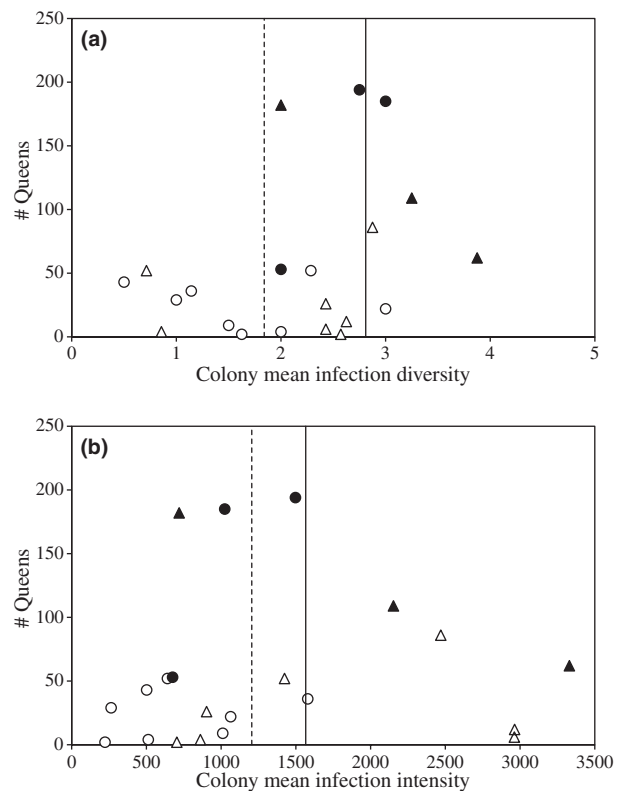 (a)
250
200
150
100
50
0
# Queens
0 1 2 3 4 5
Colony mean infection diversity
(b)
250
200
150
100
50
0
# Queens
0 500 1000 1500 2000 2500 3000 3500
Colony mean infection intensity